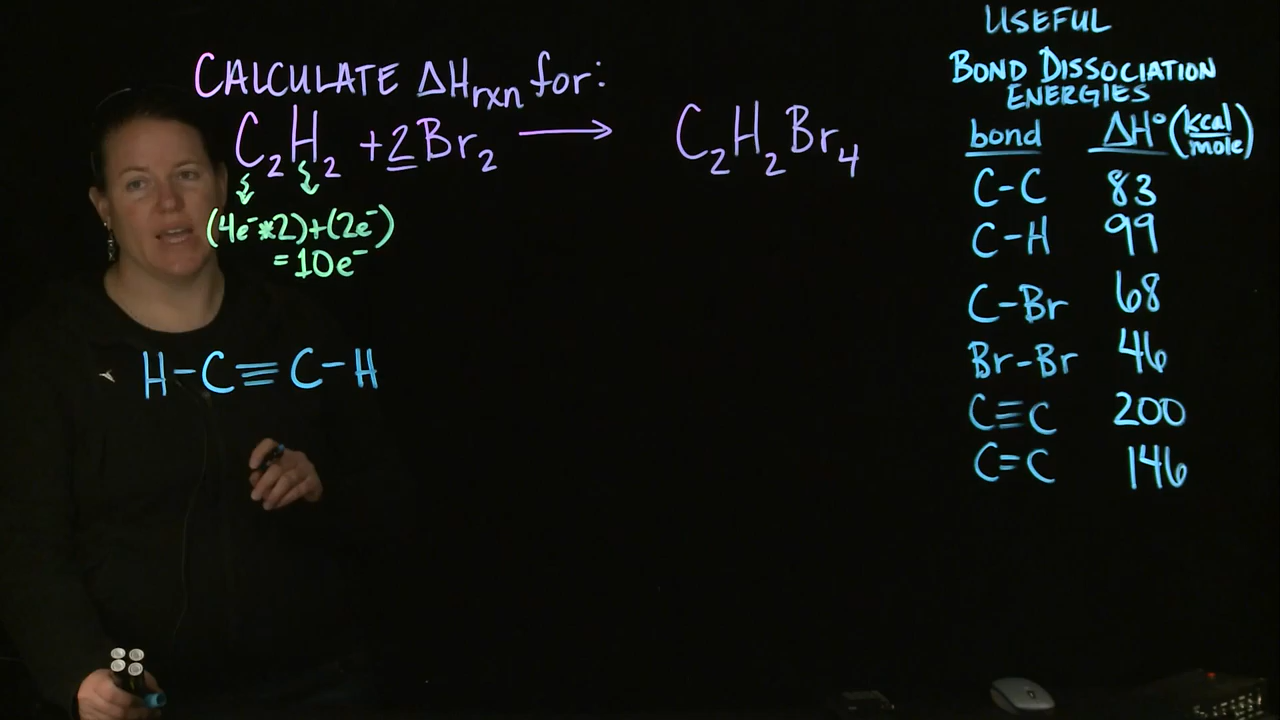 CALCULATE ΔHrxn for:
C₂H₂ + 2Br₂ → C₂H₂Br₄
(4e⁻*2)+(2e⁻)
= 10e⁻
H-C≡C-H
USEFUL
BOND DISSOCIATION
ENERGIES
bond ΔH° (kcal/mole)
C-C 83
C-H 99
C-Br 68
Br-Br 46
C≡C 200
C=C 146